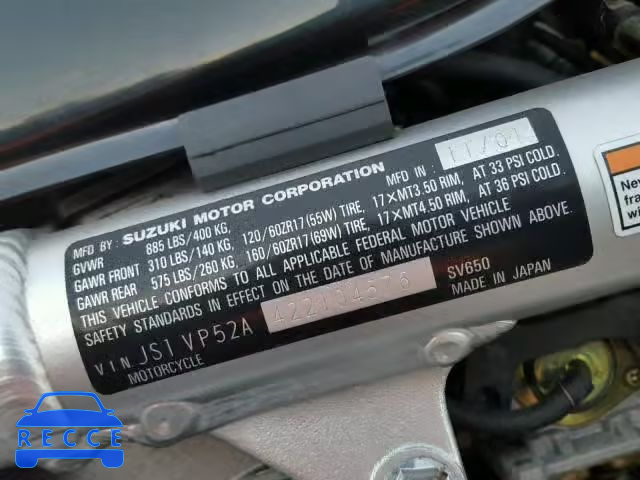 MFD BY: SUZUKI MOTOR CORPORATION MFD IN: 11/01
GVWR 885 LBS/400 KG,
GAWR FRONT 310 LBS/140 KG, 120/60ZR17(55W) TIRE, 17×MT3.50 RIM, AT 33 PSI COLD.
GAWR REAR 575 LBS/260 KG, 160/60ZR17(69W) TIRE, 17×MT4.50 RIM, AT 36 PSI COLD.
THIS VEHICLE CONFORMS TO ALL APPLICABLE FEDERAL MOTOR VEHICLE
SAFETY STANDARDS IN EFFECT ON THE DATE OF MANUFACTURE SHOWN ABOVE.
VIN JS1VP52A 422104576 SV650
MOTORCYCLE MADE IN JAPAN
New
RECCE